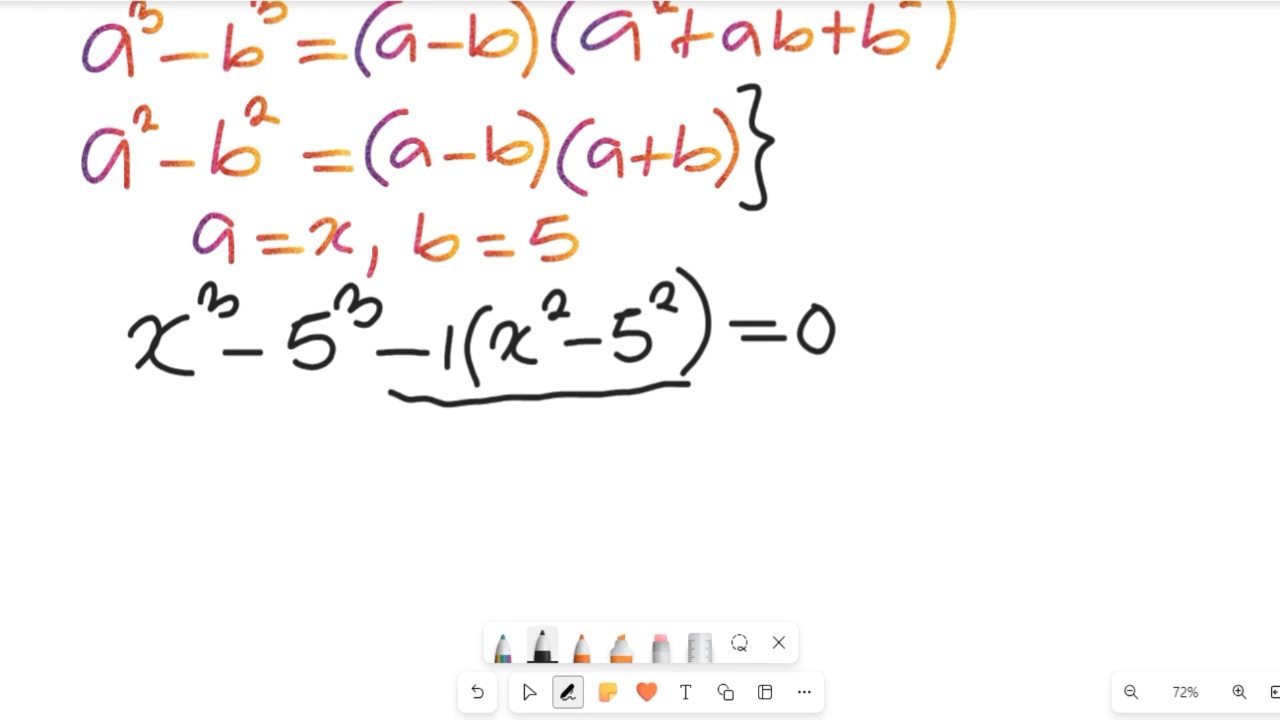 a³-b³=(a-b)(a²+ab+b²)
a²-b²=(a-b)(a+b)}
a=x, b=5
x³-5³-1(x²-5²)=0
T
72%